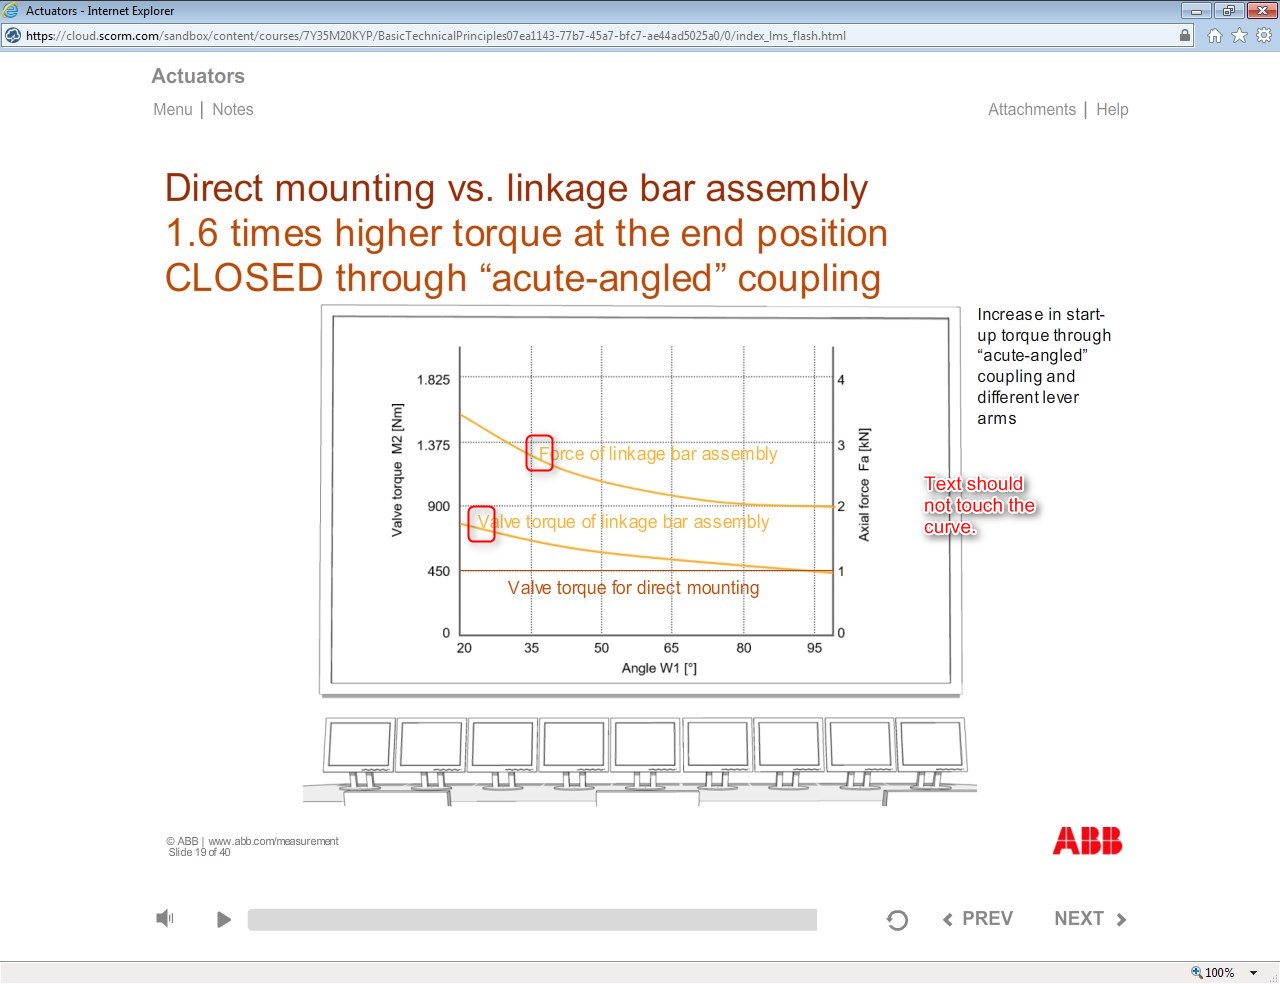 Actuators - Internet Explorer
https://cloud.scorm.com/sandbox/content/courses/7Y35M20KYP/BasicTechnicalPrinciples07ea1143-77b7-45a7-bfc7-ae44ad5025a0/0/index_lms_flash.html
Actuators
Menu | Notes
Attachments | Help
Direct mounting vs. linkage bar assembly
1.6 times higher torque at the end position
CLOSED through “acute-angled” coupling
Increase in start-
up torque through
“acute-angled”
coupling and
different lever
arms
Valve torque M2 [Nm]
1.825
1.375
900
450
0
4
3
2
1
0
Axial force Fa [kN]
Force of linkage bar assembly
Valve torque of linkage bar assembly
Valve torque for direct mounting
20 35 50 65 80 95
Angle W1 [°]
Text should
not touch the
curve.
© ABB | www.abb.com/measurement
Slide 19 of 40
ABB
PREV
NEXT
100%